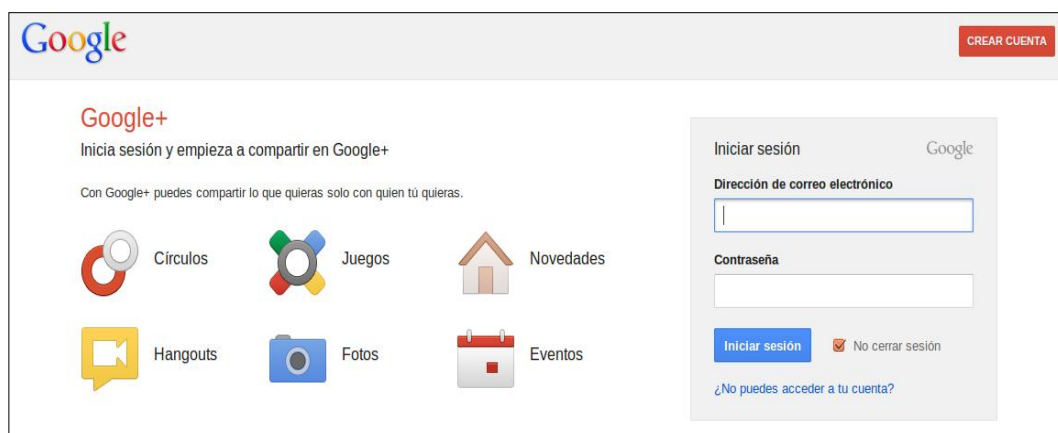 Google
CREAR CUENTA
Google+
Inicia sesión y empieza a compartir en Google+
Con Google+ puedes compartir lo que quieras solo con quien tú quieras.
Círculos
Juegos
Novedades
Hangouts
Fotos
Eventos
Iniciar sesión Google
Dirección de correo electrónico
Contraseña
Iniciar sesión No cerrar sesión
¿No puedes acceder a tu cuenta?